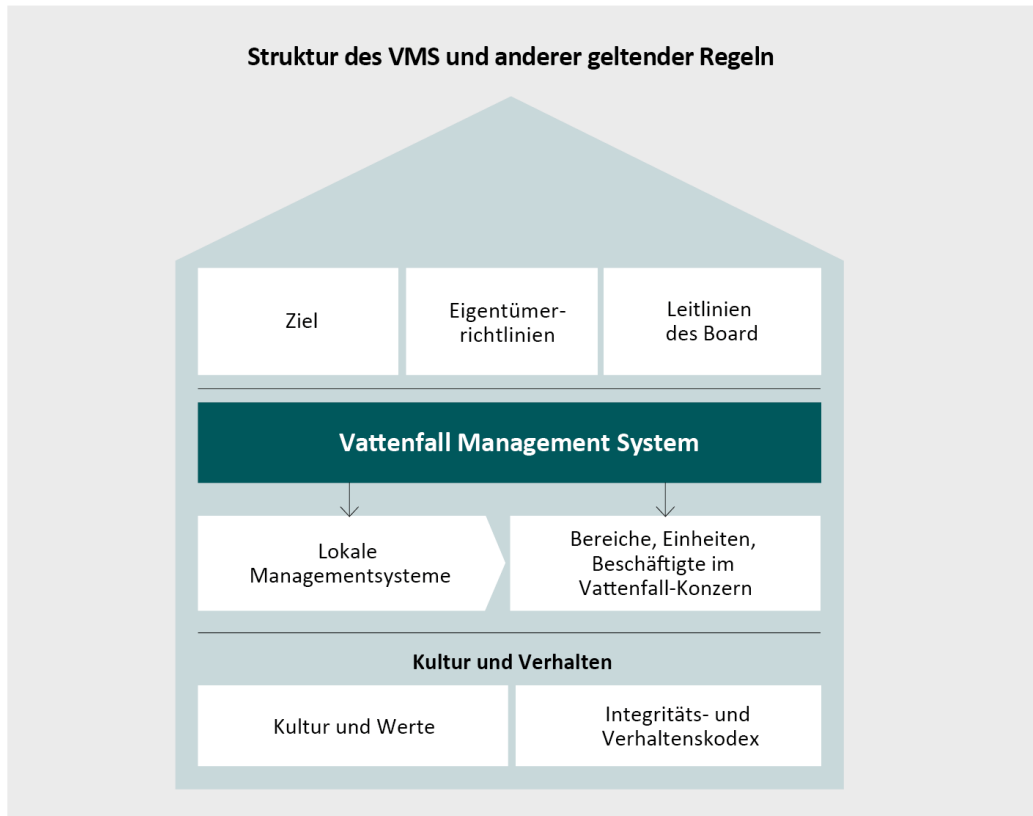 Struktur des VMS und anderer geltender Regeln
Ziel
Eigentümer-
richtlinien
Leitlinien
des Board
Vattenfall Management System
Lokale
Managementsysteme
Bereiche, Einheiten,
Beschäftigte im
Vattenfall-Konzern
Kultur und Verhalten
Kultur und Werte
Integritäts- und
Verhaltenskodex